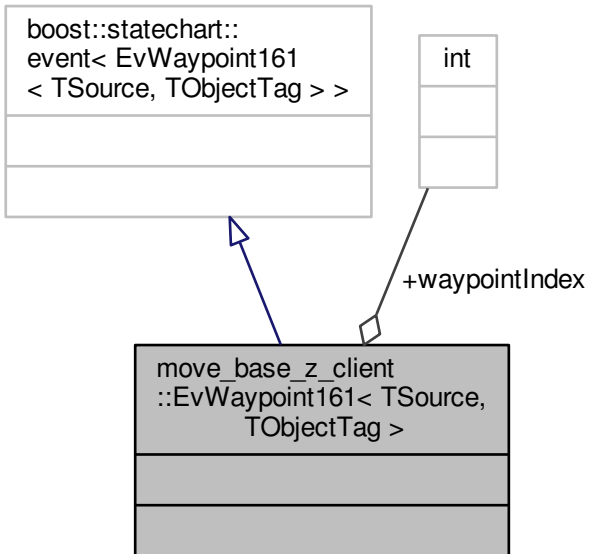 boost::statechart::
event< EvWaypoint161
< TSource, TObjectTag > >
int
+waypointIndex
move_base_z_client
::EvWaypoint161< TSource,
TObjectTag >